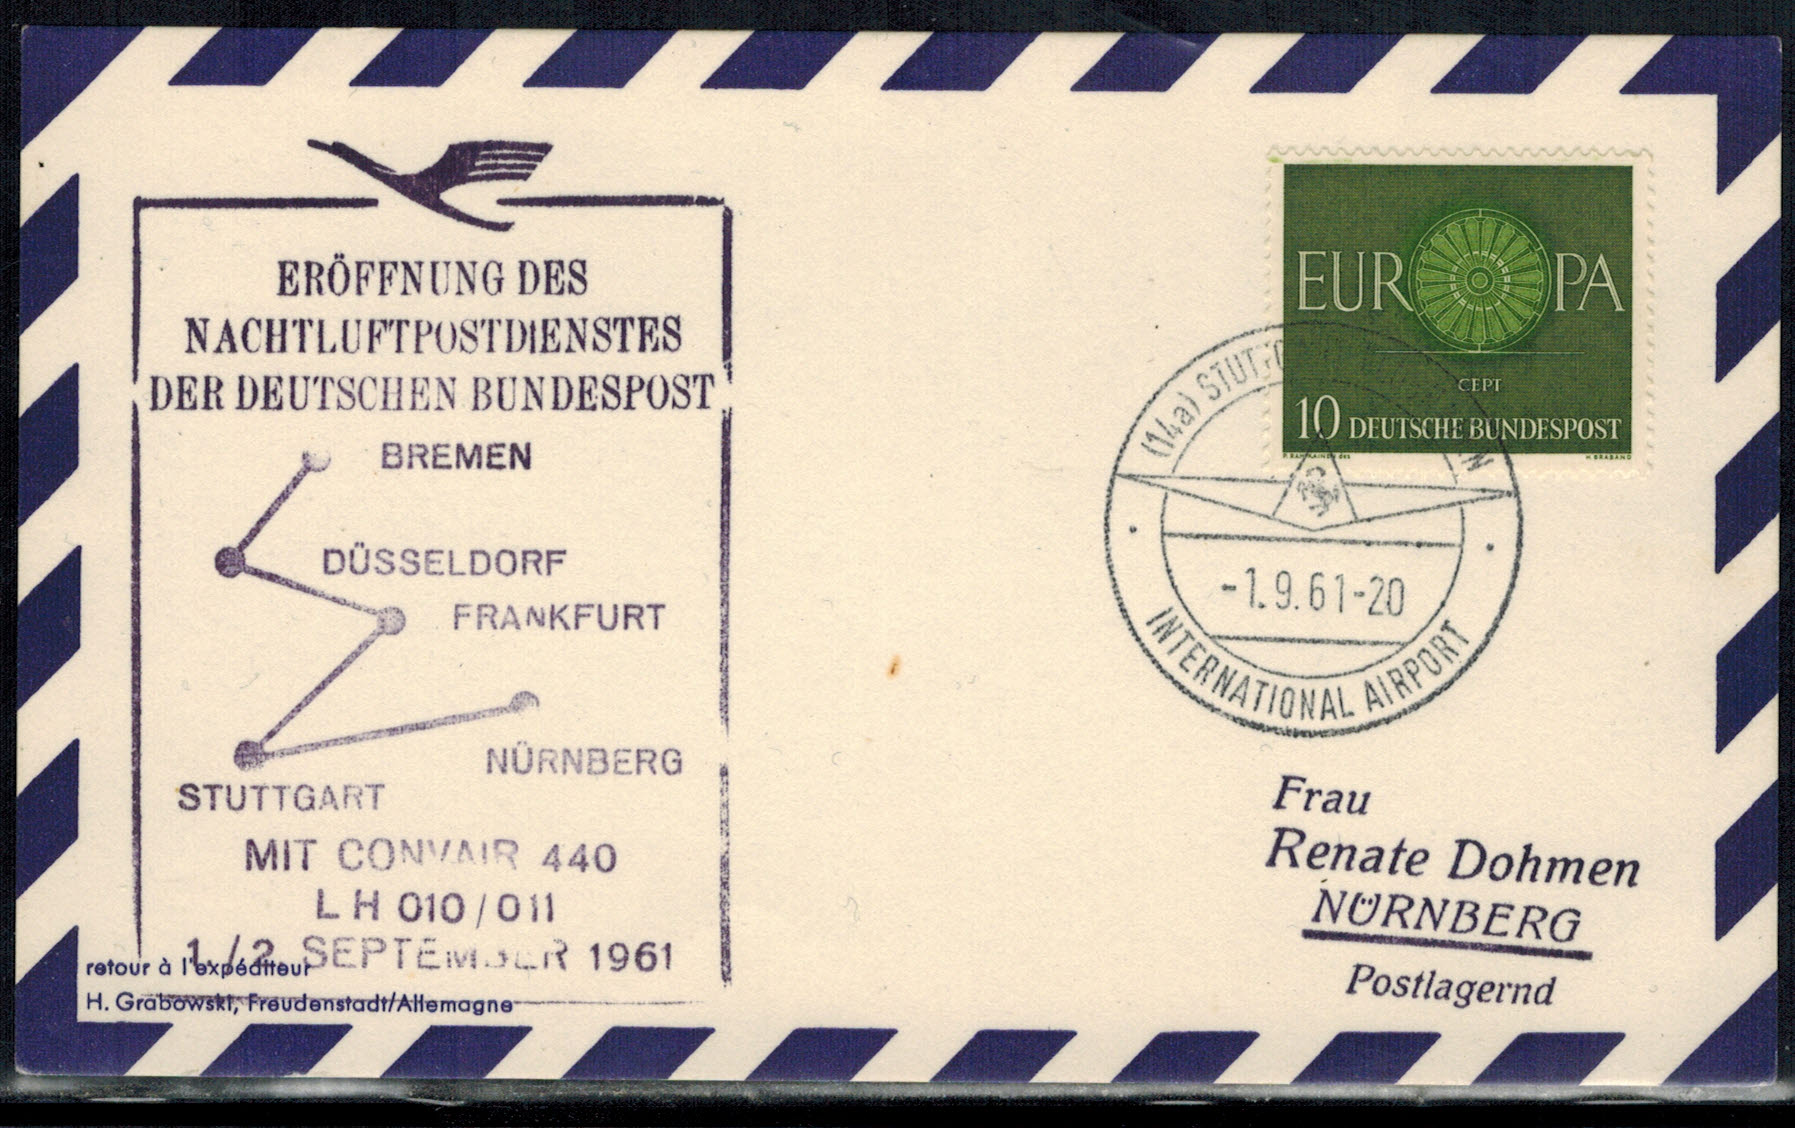 ERÖFFNUNG DES
NACHTLUFTPOSTDIENSTES
DER DEUTSCHEN BUNDESPOST
BREMEN
DÜSSELDORF
FRANKFURT
NÜRNBERG
STUTTGART
MIT CONVAIR 440
LH 010/011
1./2. SEPTEMBER 1961
retour à l'expéditeur
H. Grabowski, Freudenstadt/Allemagne
EUROPA
CEPT
10 DEUTSCHE BUNDESPOST
H. BRABAND
(14a)
-1.9.61-20
INTERNATIONAL AIRPORT
Frau
Renate Dohmen
NÜRNBERG
Postlagernd